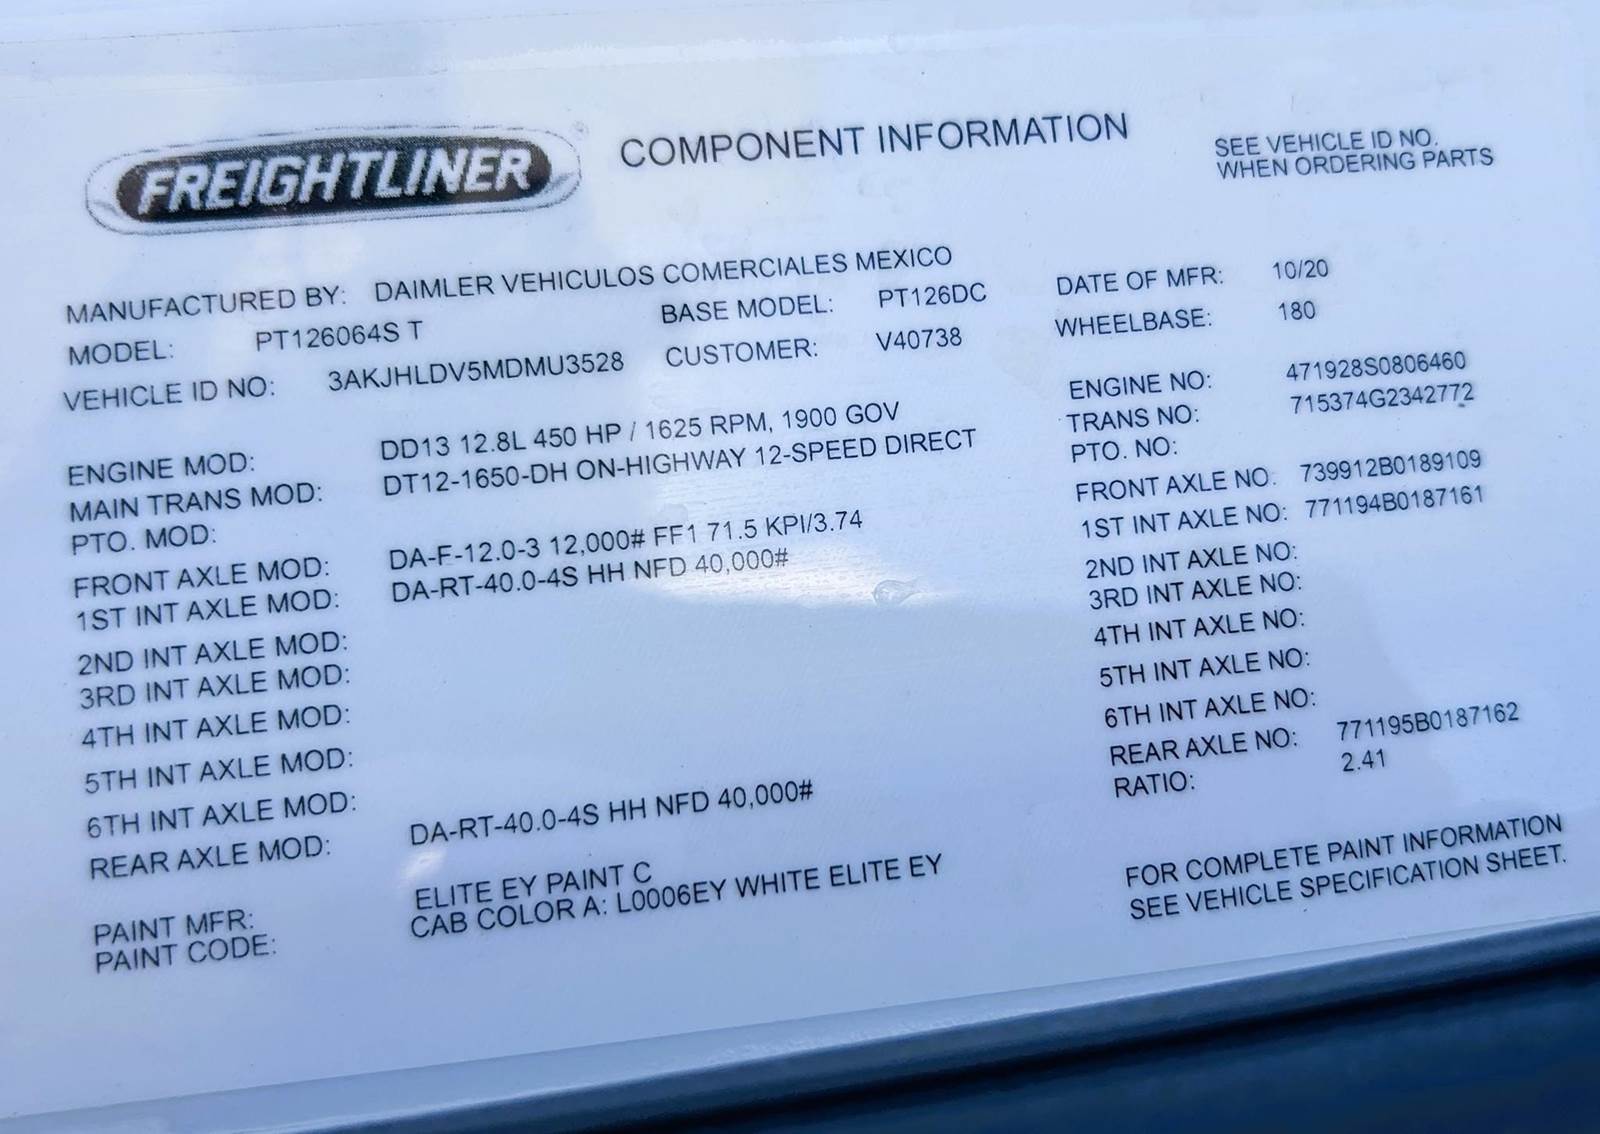 FREIGHTLINER ®
COMPONENT INFORMATION
SEE VEHICLE ID NO.
WHEN ORDERING PARTS
MANUFACTURED BY: DAIMLER VEHICULOS COMERCIALES MEXICO DATE OF MFR: 10/20
MODEL: PT126064S T BASE MODEL: PT126DC WHEELBASE: 180
VEHICLE ID NO: 3AKJHLDV5MDMU3528 CUSTOMER: V40738
ENGINE MOD: DD13 12.8L 450 HP / 1625 RPM, 1900 GOV ENGINE NO: 471928S0806460
MAIN TRANS MOD: DT12-1650-DH ON-HIGHWAY 12-SPEED DIRECT TRANS NO: 715374G2342772
PTO. MOD: PTO. NO:
FRONT AXLE MOD: DA-F-12.0-3 12,000# FF1 71.5 KPI/3.74 FRONT AXLE NO: 739912B0189109
1ST INT AXLE MOD: DA-RT-40.0-4S HH NFD 40,000# 1ST INT AXLE NO: 771194B0187161
2ND INT AXLE MOD: 2ND INT AXLE NO:
3RD INT AXLE MOD: 3RD INT AXLE NO:
4TH INT AXLE MOD: 4TH INT AXLE NO:
5TH INT AXLE MOD: 5TH INT AXLE NO:
6TH INT AXLE MOD: 6TH INT AXLE NO:
REAR AXLE MOD: DA-RT-40.0-4S HH NFD 40,000# REAR AXLE NO: 771195B0187162
RATIO: 2.41
PAINT MFR: ELITE EY PAINT C
PAINT CODE: CAB COLOR A: L0006EY WHITE ELITE EY
FOR COMPLETE PAINT INFORMATION
SEE VEHICLE SPECIFICATION SHEET.